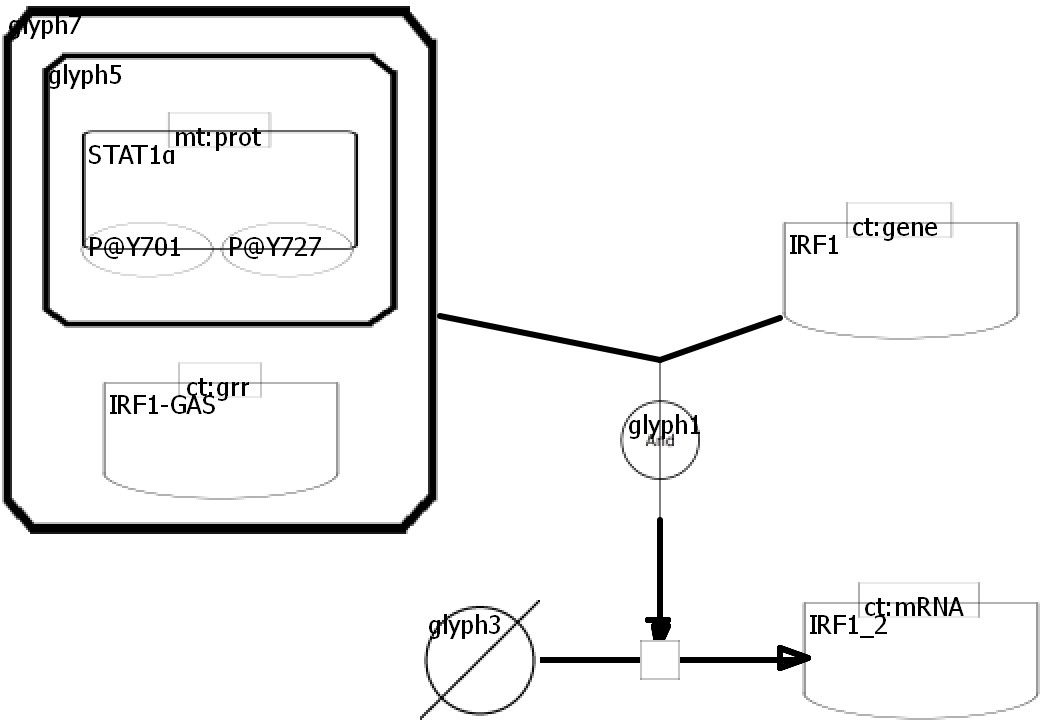 glyph7
glyph5
mt:prot
STAT1a
P@Y701 P@Y727
ct:gene
IRF1
ct:grr
IRF1-GAS
glyph1
And
ct:mRNA
glyph3
IRF1_2